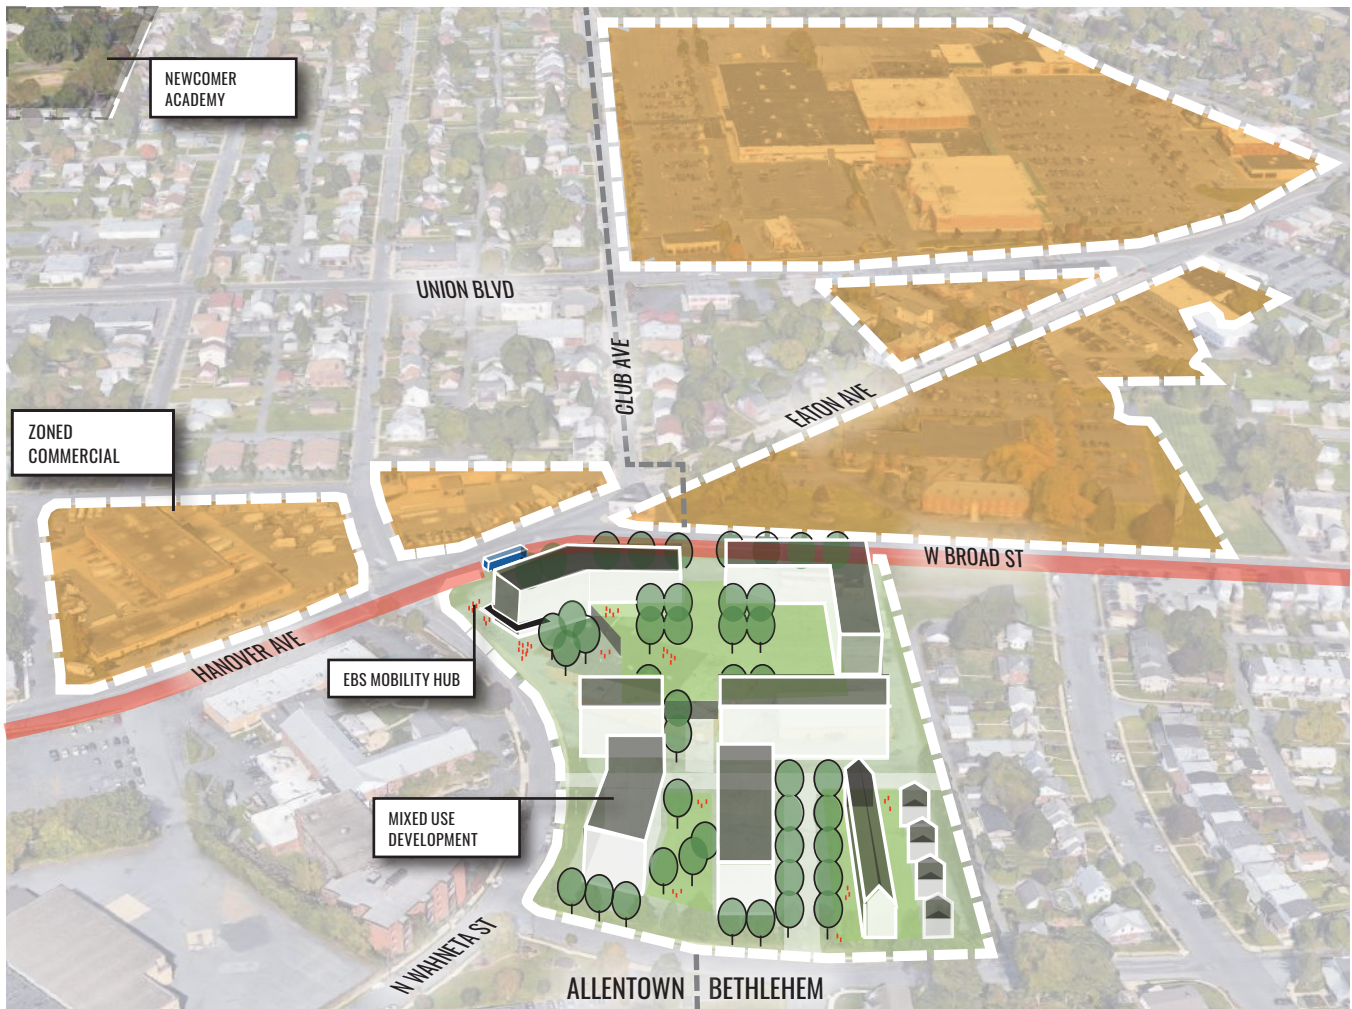 NEWCOMER
ACADEMY
UNION BLVD
CLUB AVE
EATON AVE
ZONED
COMMERCIAL
W BROAD ST
HANOVER AVE
EBS MOBILITY HUB
MIXED USE
DEVELOPMENT
N WAHNETA ST
ALLENTOWN
BETHLEHEM